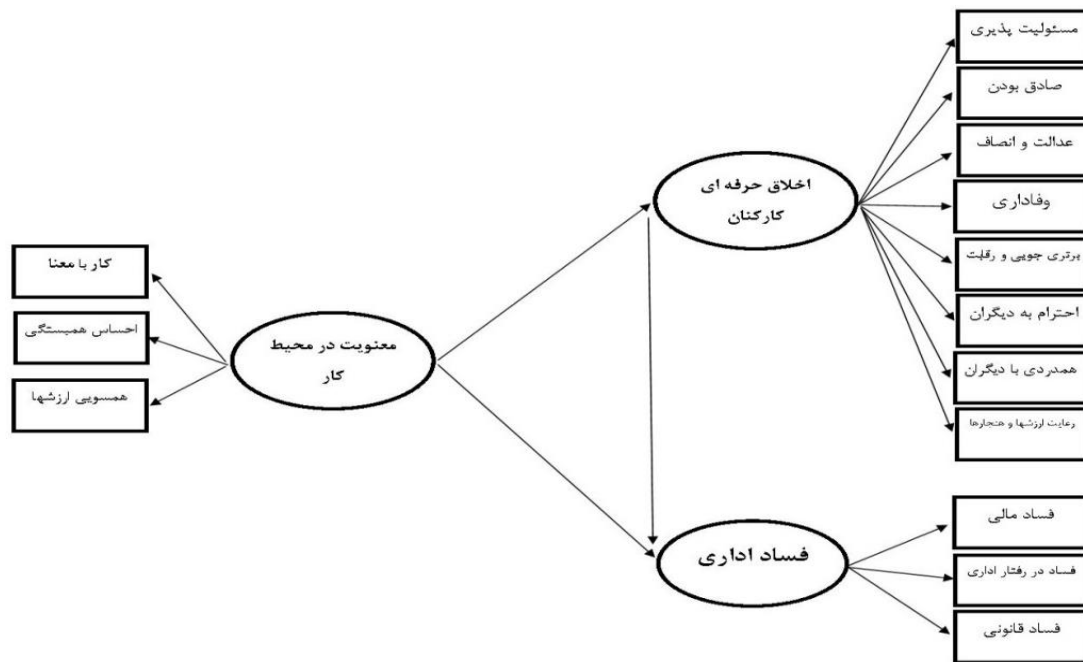 مسئولیت پذیری
صادق بودن
عدالت و انصاف
وفاداری
برتری جویی و رقابت
احترام به دیگران
همدردی با دیگران
رعایت ارزشها و هنجارها
اخلاق حرفه ای
کارکنان
معنویت در محیط
کار
کار با معنا
احساس همبستگی
همسویی ارزشها
فساد اداری
فساد مالی
فساد در رفتار اداری
فساد قانونی